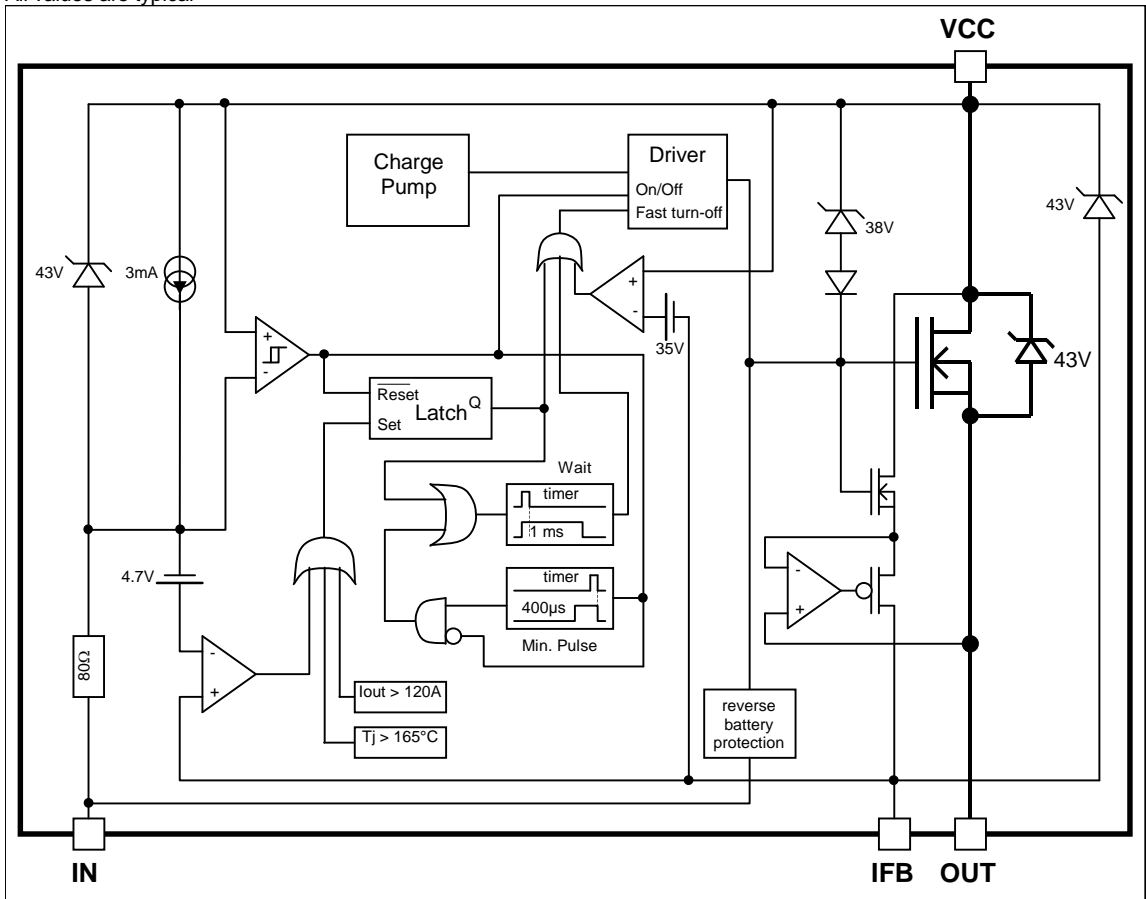 All values are typical
VCC
Charge
Pump
Driver
On/Off
Fast turn-off
43V
3mA
38V
43V
+
-
35V
+
-
43V
Reset
Latch
Q
Set
Wait
timer
1 ms
4.7V
timer
400µs
Min. Pulse
-
+
-
+
80Ω
Iout > 120A
Tj > 165°C
reverse
battery
protection
IN
IFB
OUT